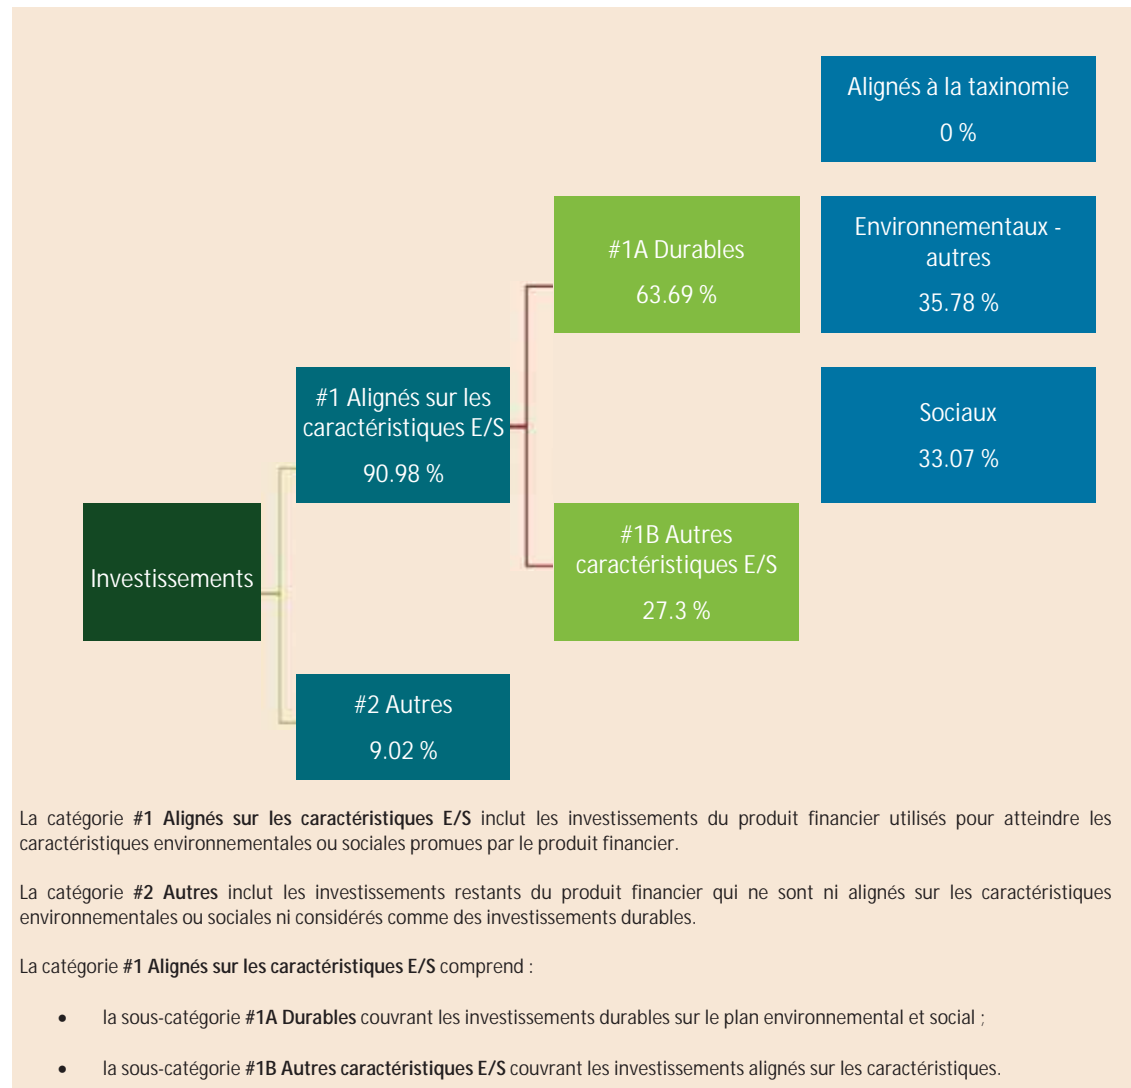 Alignés à la taxinomie
0 %
Environnementaux -
autres
35.78 %
#1A Durables
63.69 %
Sociaux
33.07 %
#1 Alignés sur les
caractéristiques E/S
90.98 %
#1B Autres
caractéristiques E/S
27.3 %
Investissements
#2 Autres
9.02 %
La catégorie #1 Alignés sur les caractéristiques E/S inclut les investissements du produit financier utilisés pour atteindre les
caractéristiques environnementales ou sociales promues par le produit financier.
La catégorie #2 Autres inclut les investissements restants du produit financier qui ne sont ni alignés sur les caractéristiques
environnementales ou sociales ni considérés comme des investissements durables.
La catégorie #1 Alignés sur les caractéristiques E/S comprend :
• la sous-catégorie #1A Durables couvrant les investissements durables sur le plan environnemental et social ;
• la sous-catégorie #1B Autres caractéristiques E/S couvrant les investissements alignés sur les caractéristiques.